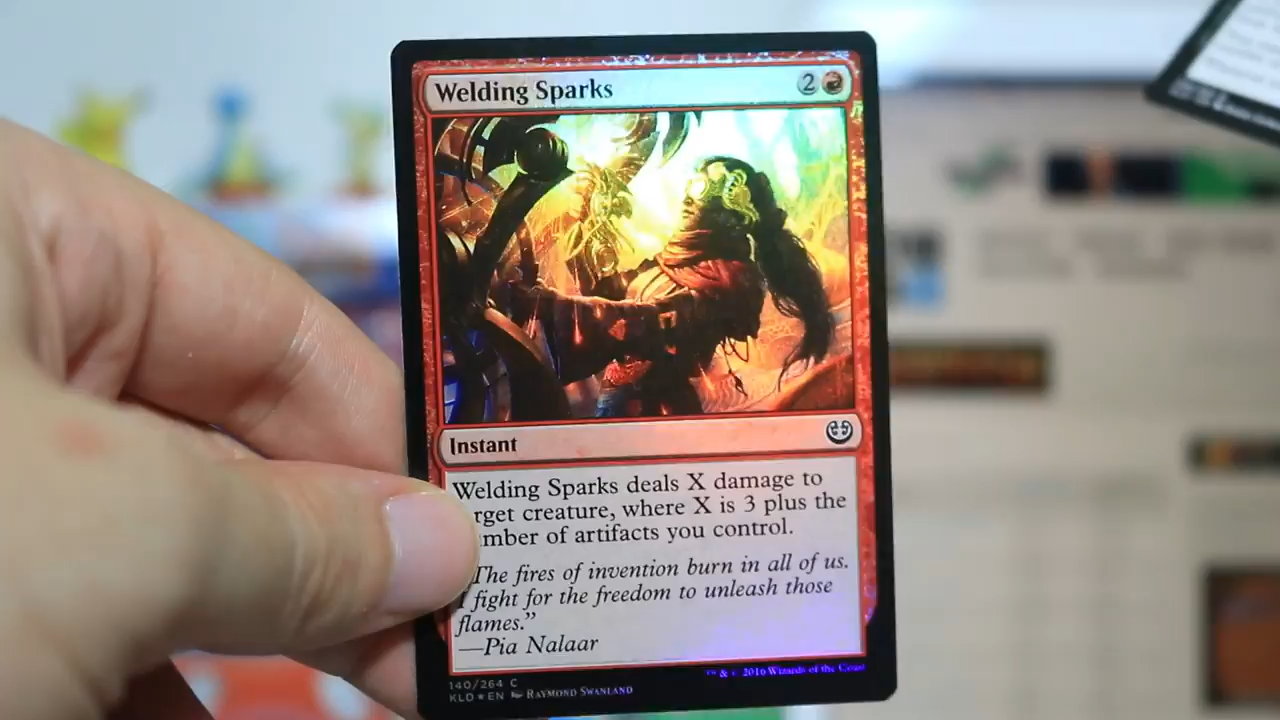 Welding Sparks 2
Instant
Welding Sparks deals X damage to
rget creature, where X is 3 plus the
mber of artifacts you control.
The fires of invention burn in all of us.
I fight for the freedom to unleash those
flames."
—Pia Nalaar
140/264 C
KLD★EN RAYMOND SWANLAND
™ & © 2016 Wizards of the Coast